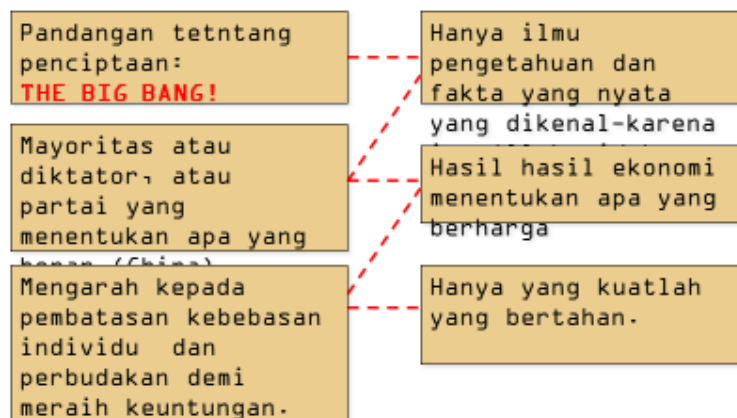 Pandangan tetntang
penciptaan:
THE BIG BANG!
Hanya ilmu
pengetahuan dan
fakta yang nyata
yang dikenal-karena
Mayoritas atau
diktator, atau
partai yang
menentukan apa yang
Hasil hasil ekonomi
menentukan apa yang
berharga
Mengarah kepada
pembatasan kebebasan
individu dan
perbudakan demi
meraih keuntungan.
Hanya yang kuatlah
yang bertahan.